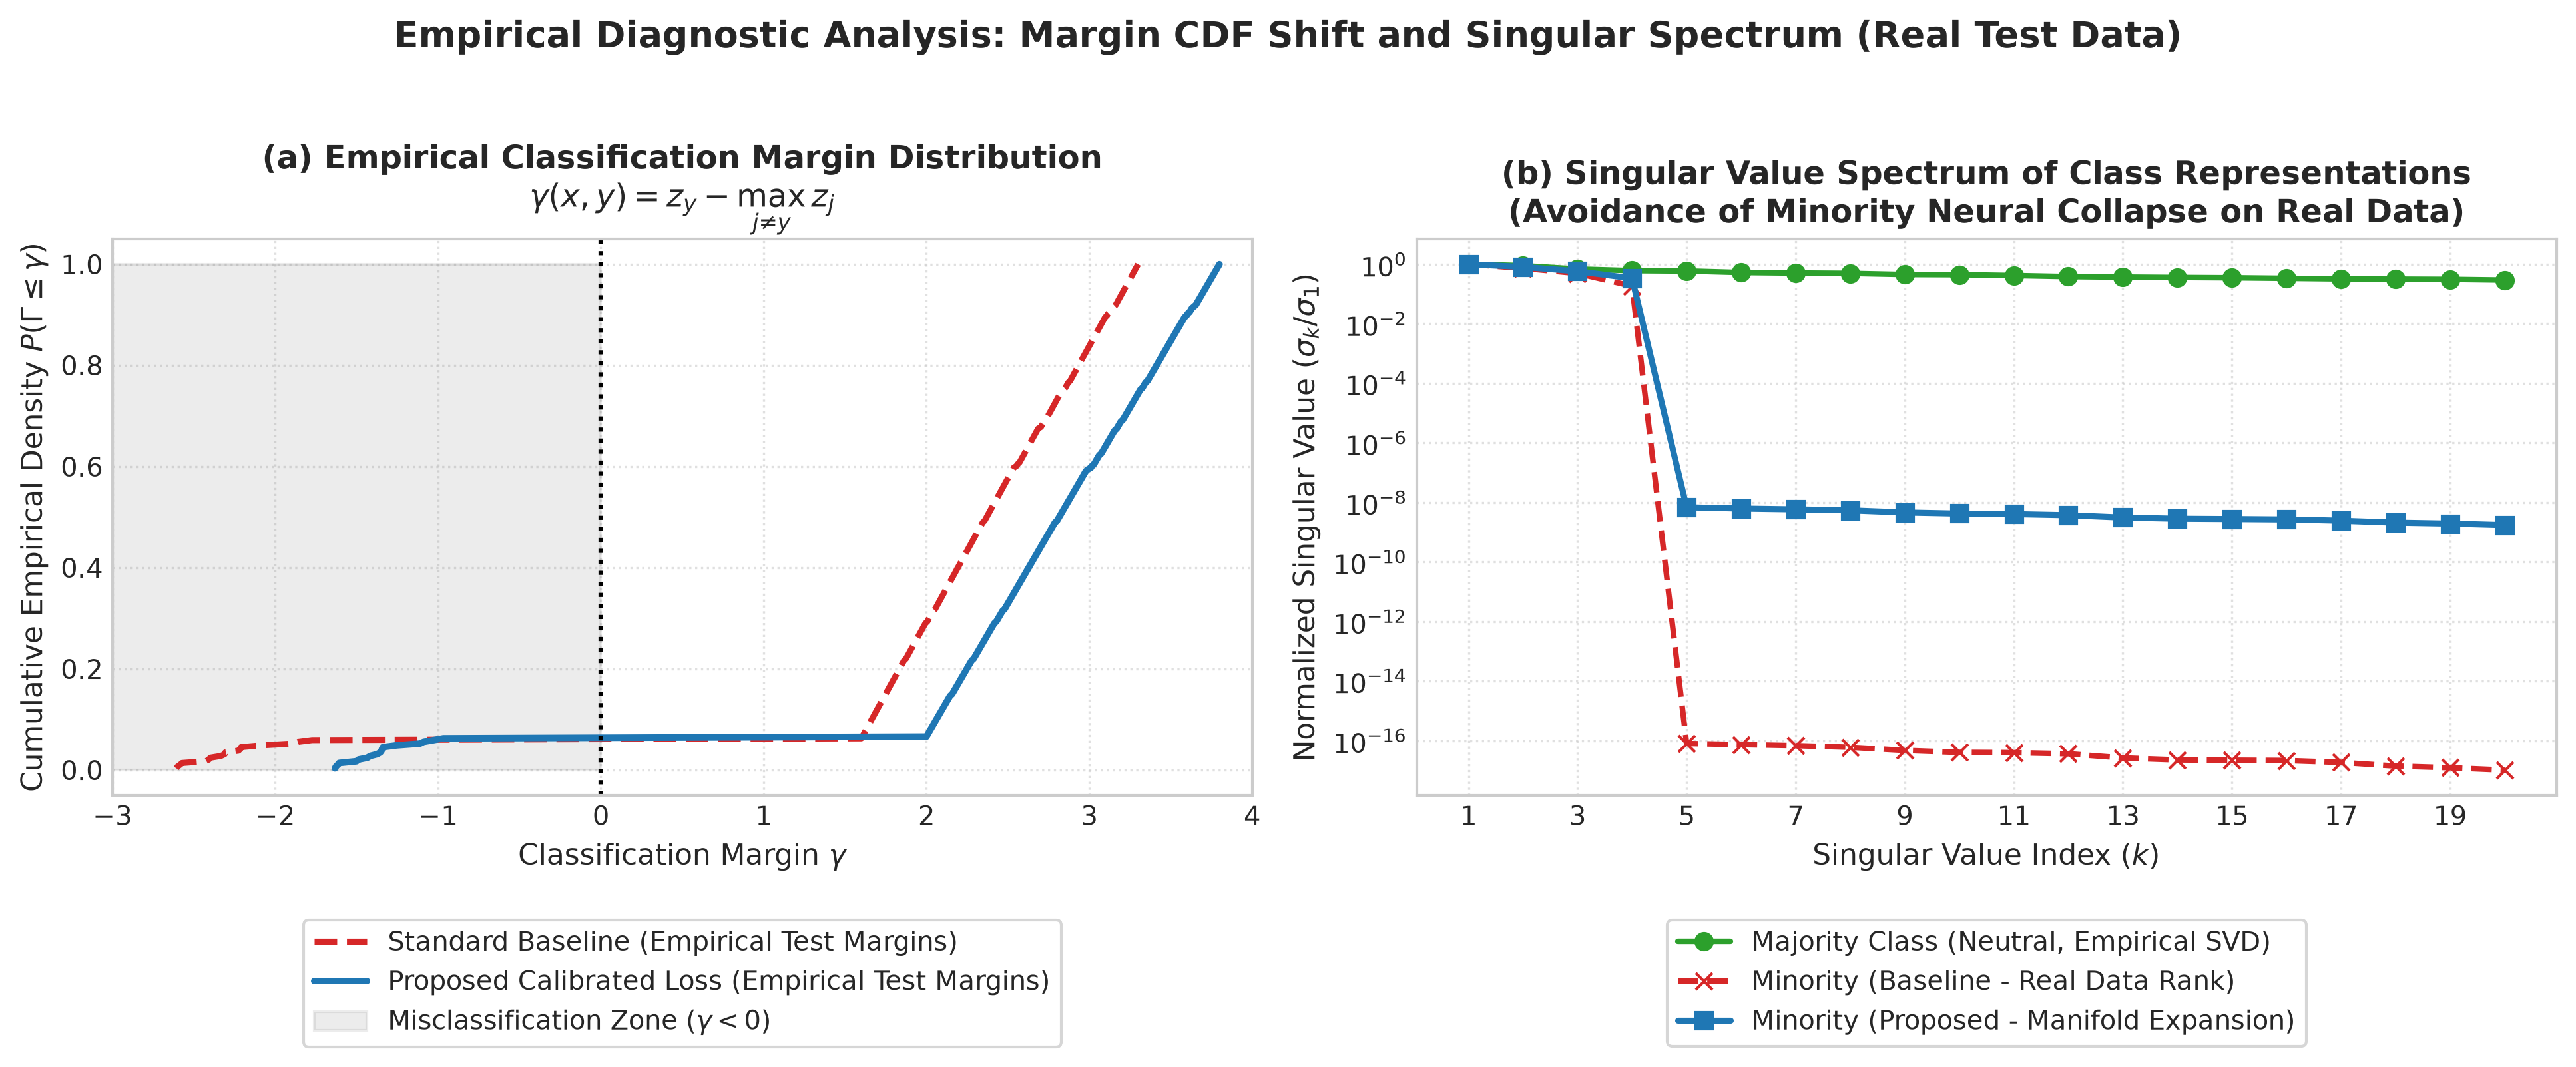 Empirical Diagnostic Analysis: Margin CDF Shift and Singular Spectrum (Real Test Data)
(a) Empirical Classification Margin Distribution
γ(x, y) = z_y − max_{j≠y} z_j
Cumulative Empirical Density P(Γ ≤ γ)
1.0
0.8
0.6
0.4
0.2
0.0
−3 −2 −1 0 1 2 3 4
Classification Margin γ
Standard Baseline (Empirical Test Margins)
Proposed Calibrated Loss (Empirical Test Margins)
Misclassification Zone (γ < 0)
(b) Singular Value Spectrum of Class Representations
(Avoidance of Minority Neural Collapse on Real Data)
Normalized Singular Value (σ_k/σ_1)
10^0
10^−2
10^−4
10^−6
10^−8
10^−10
10^−12
10^−14
10^−16
1 3 5 7 9 11 13 15 17 19
Singular Value Index (k)
Majority Class (Neutral, Empirical SVD)
Minority (Baseline - Real Data Rank)
Minority (Proposed - Manifold Expansion)